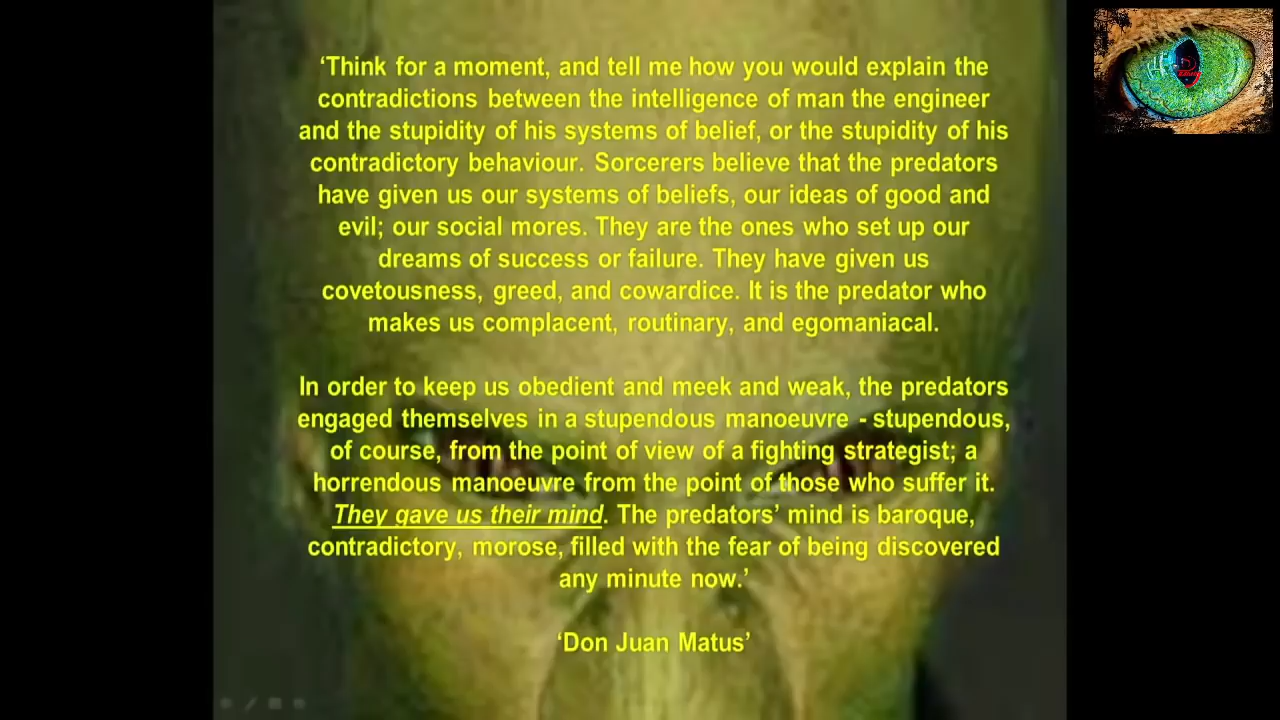 ‘Think for a moment, and tell me how you would explain the
contradictions between the intelligence of man the engineer
and the stupidity of his systems of belief, or the stupidity of his
contradictory behaviour. Sorcerers believe that the predators
have given us our systems of beliefs, our ideas of good and
evil; our social mores. They are the ones who set up our
dreams of success or failure. They have given us
covetousness, greed, and cowardice. It is the predator who
makes us complacent, routinary, and egomaniacal.
In order to keep us obedient and meek and weak, the predators
engaged themselves in a stupendous manoeuvre - stupendous,
of course, from the point of view of a fighting strategist; a
horrendous manoeuvre from the point of those who suffer it.
They gave us their mind. The predators’ mind is baroque,
contradictory, morose, filled with the fear of being discovered
any minute now.’
‘Don Juan Matus’